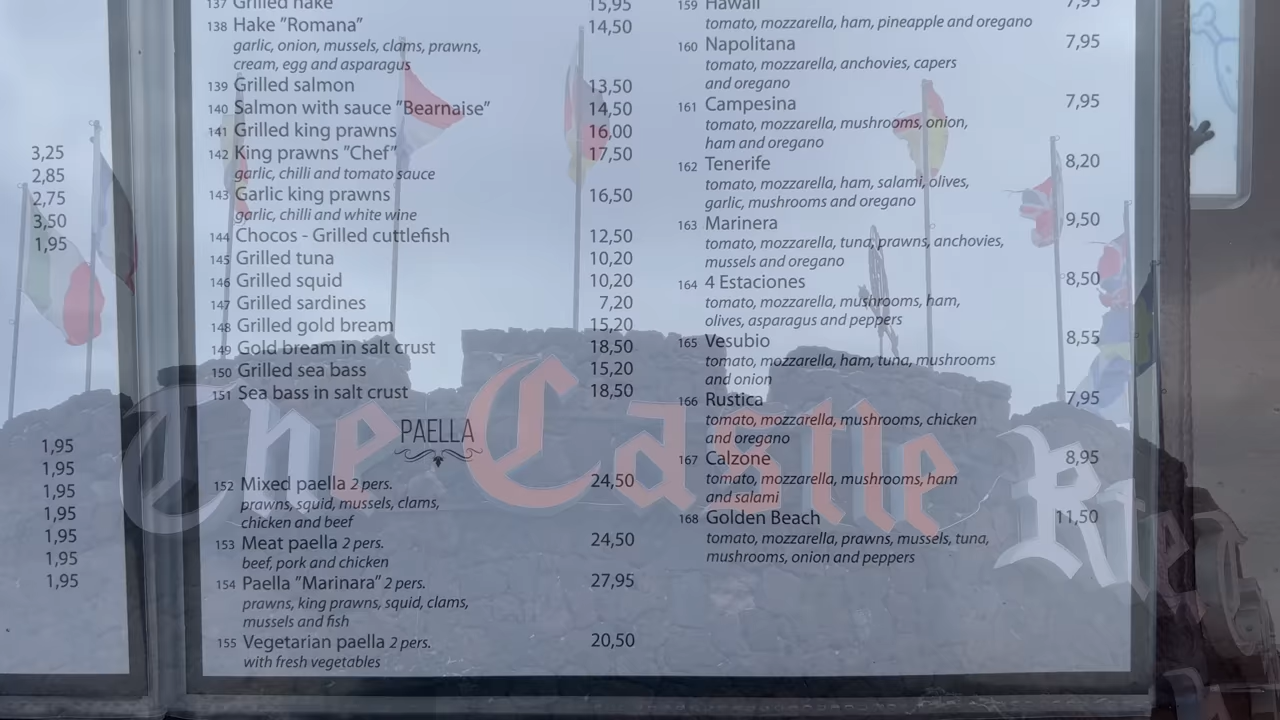 3,25
2,85
2,75
3,50
1,95
1,95
1,95
1,95
1,95
1,95
1,95
1,95
137 Grilled hake 15,95
138 Hake "Romana" 14,50
garlic, onion, mussels, clams, prawns,
cream, egg and asparagus
139 Grilled salmon 13,50
140 Salmon with sauce "Bearnaise" 14,50
141 Grilled king prawns 16,00
142 King prawns "Chef" 17,50
garlic, chilli and tomato sauce
143 Garlic king prawns 16,50
garlic, chilli and white wine
144 Chocos - Grilled cuttlefish 12,50
145 Grilled tuna 10,20
146 Grilled squid 10,20
147 Grilled sardines 7,20
148 Grilled gold bream 15,20
149 Gold bream in salt crust 18,50
150 Grilled sea bass 15,20
151 Sea bass in salt crust 18,50
PAELLA
152 Mixed paella 2 pers. 24,50
prawns, squid, mussels, clams,
chicken and beef
153 Meat paella 2 pers. 24,50
beef, pork and chicken
154 Paella "Marinara" 2 pers. 27,95
prawns, king prawns, squid, clams,
mussels and fish
155 Vegetarian paella 2 pers. 20,50
with fresh vegetables
159 Hawaii 7,95
tomato, mozzarella, ham, pineapple and oregano
160 Napolitana 7,95
tomato, mozzarella, anchovies, capers
and oregano
161 Campesina 7,95
tomato, mozzarella, mushrooms, onion,
ham and oregano
162 Tenerife 8,20
tomato, mozzarella, ham, salami, olives,
garlic, mushrooms and oregano
163 Marinera 9,50
tomato, mozzarella, tuna, prawns, anchovies,
mussels and oregano
164 4 Estaciones 8,50
tomato, mozzarella, mushrooms, ham,
olives, asparagus and peppers
165 Vesubio 8,55
tomato, mozzarella, ham, tuna, mushrooms
and onion
166 Rustica 7,95
tomato, mozzarella, mushrooms, chicken
and oregano
167 Calzone 8,95
tomato, mozzarella, mushrooms, ham
and salami
168 Golden Beach 11,50
tomato, mozzarella, prawns, mussels, tuna,
mushrooms, onion and peppers
The Castle